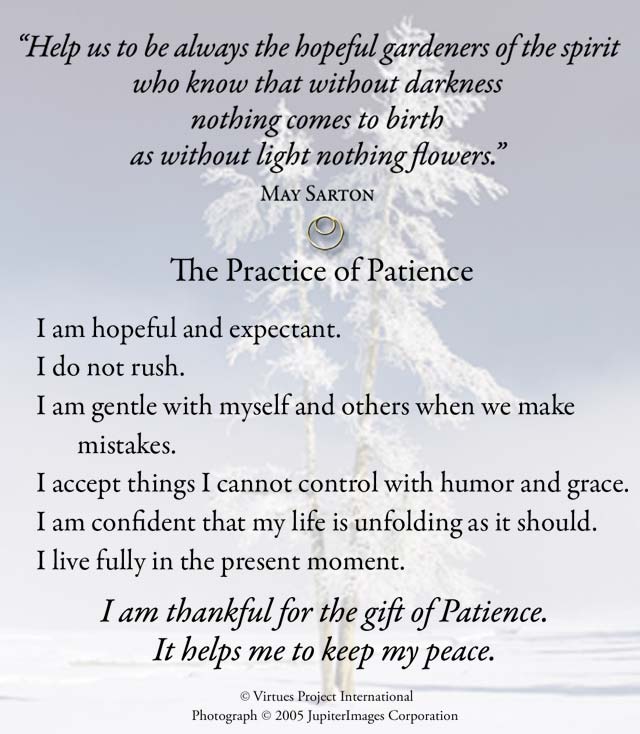 “Help us to be always the hopeful gardeners of the spirit
who know that without darkness
nothing comes to birth
as without light nothing flowers.”
May Sarton
The Practice of Patience
I am hopeful and expectant.
I do not rush.
I am gentle with myself and others when we make
mistakes.
I accept things I cannot control with humor and grace.
I am confident that my life is unfolding as it should.
I live fully in the present moment.
I am thankful for the gift of Patience.
It helps me to keep my peace.
© Virtues Project International
Photograph © 2005 JupiterImages Corporation